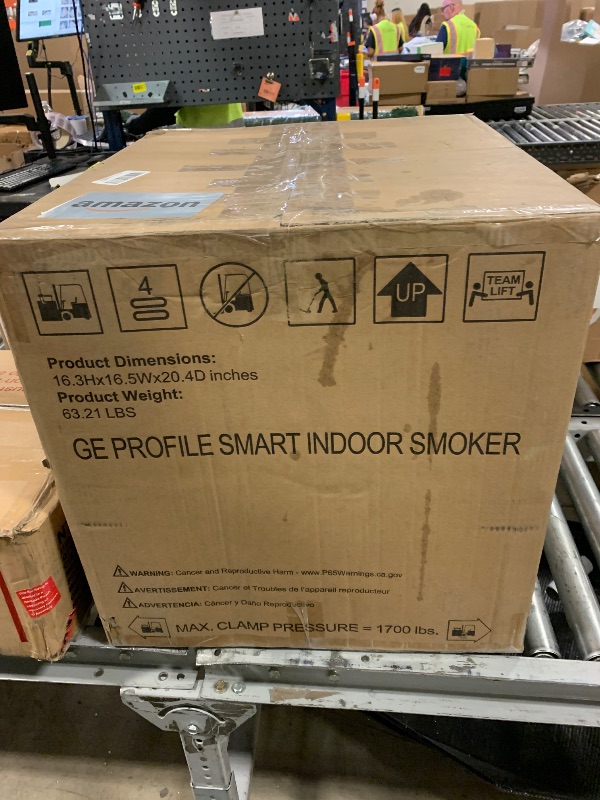 amazon
4
UP
TEAM
LIFT
Product Dimensions:
16.3Hx16.5Wx20.4D inches
Product Weight:
63.21 LBS
GE PROFILE SMART INDOOR SMOKER
WARNING: Cancer and Reproductive Harm - www.P65Warnings.ca.gov
AVERTISSEMENT: Cancer et Troubles de l'appareil reproducteur
ADVERTENCIA: Cáncer y Daño Reproductivo
MAX. CLAMP PRESSURE = 1700 lbs.